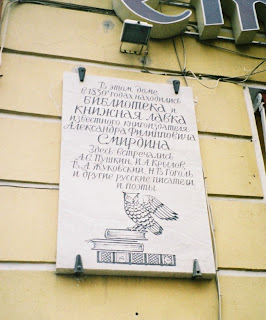 В этом доме
в 1830х годах находились
БИБЛИОТЕКА и
КНИЖНАЯ ЛАВКА
известного книгоиздателя
Александра Филипповича
Смирдина
Здесь встречались
А.С. Пушкин, И.А. Крылов,
В.А. Жуковский, Н.В. Гоголь
и другие русские писатели
и поэты